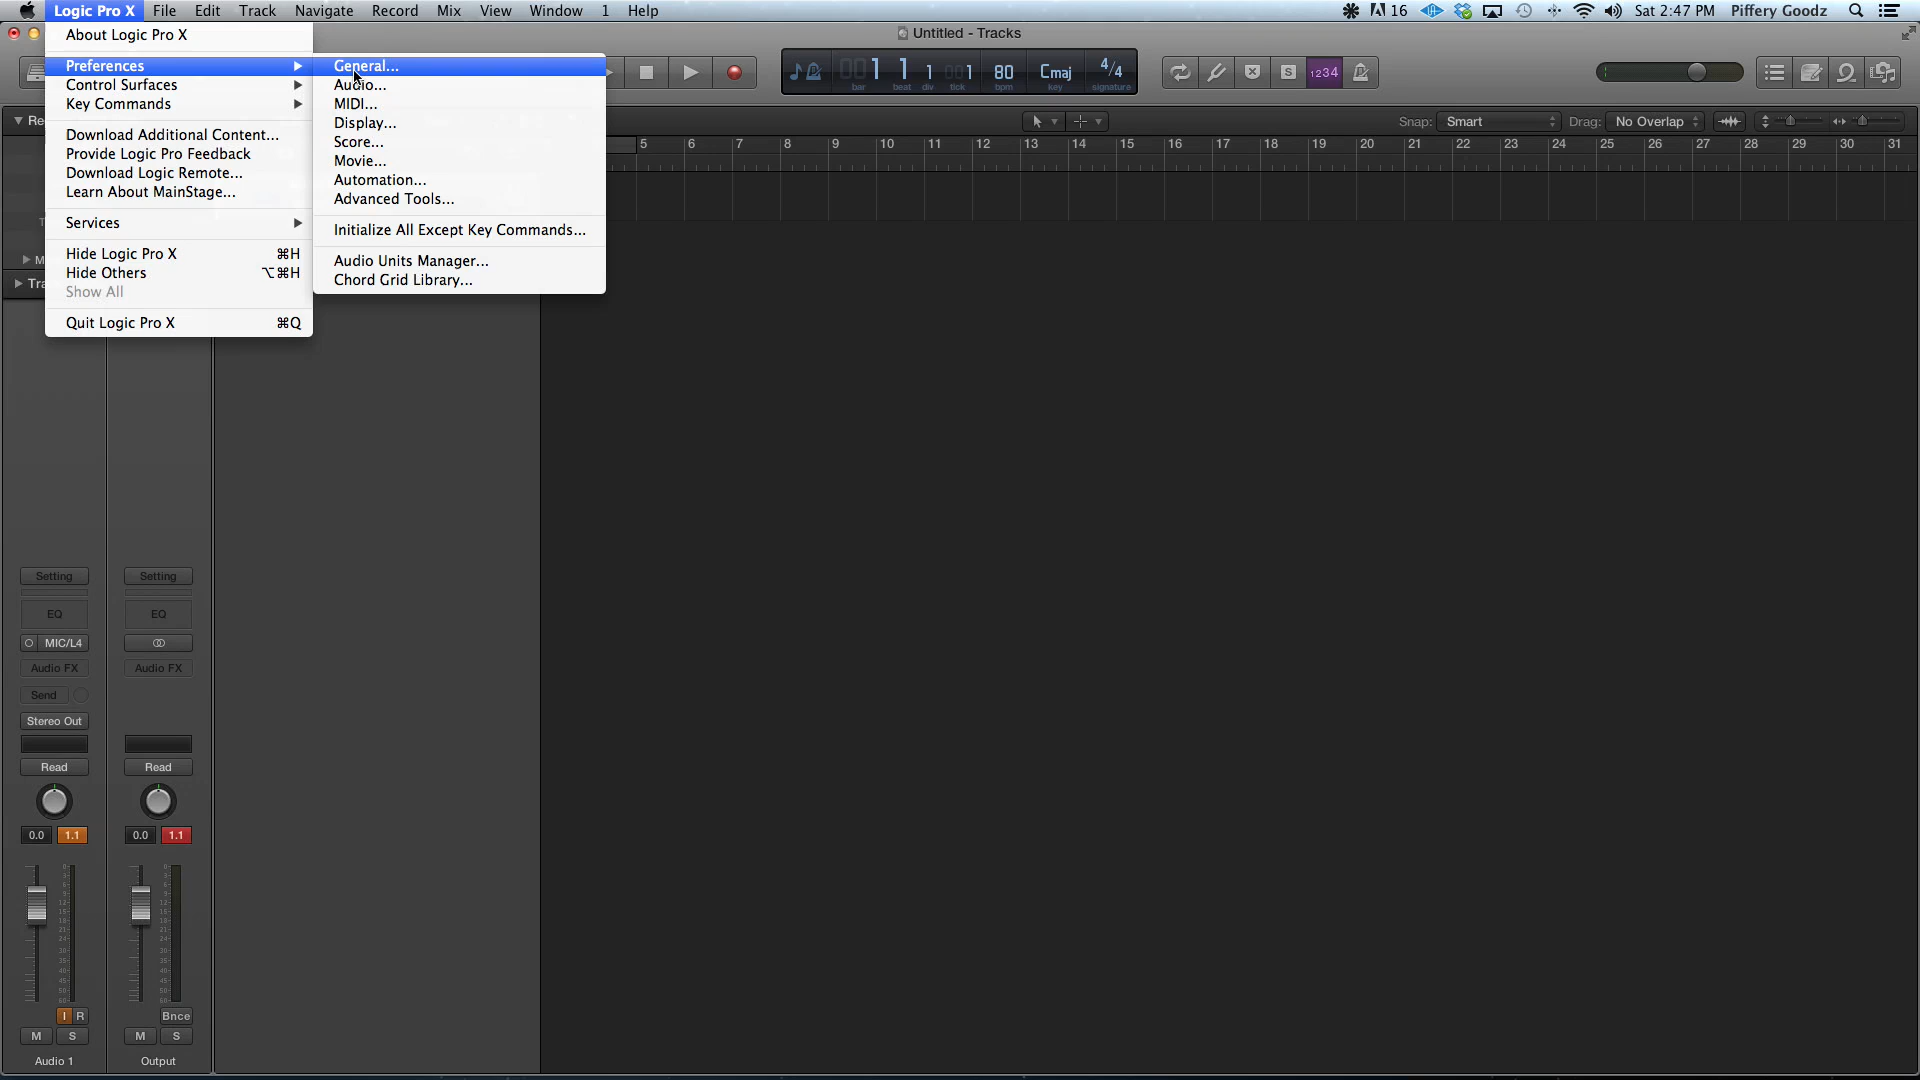 Logic Pro X File Edit Track Navigate Record Mix View Window 1 Help 16 Sat 2:47 PM Piffery Goodz
Untitled - Tracks
About Logic Pro X
Preferences
Control Surfaces
Key Commands
Download Additional Content...
Provide Logic Pro Feedback
Download Logic Remote...
Learn About MainStage...
Services
Hide Logic Pro X ⌘H
Hide Others ⌥⌘H
Show All
Quit Logic Pro X ⌘Q
General...
Audio...
MIDI...
Display...
Score...
Movie...
Automation...
Advanced Tools...
Initialize All Except Key Commands...
Audio Units Manager...
Chord Grid Library...
001 1 1 001 80 Cmaj 4/4
bar beat div tick bpm key signature
S 1234
Re
Snap: Smart Drag: No Overlap
5 6 7 8 9 10 11 12 13 14 15 16 17 18 19 20 21 22 23 24 25 26 27 28 29 30 31
T
M
Tra
Setting Setting
EQ EQ
MIC/L4
Audio FX Audio FX
Send
Stereo Out
Read Read
0.0 1.1 0.0 1.1
I R Bnce
M S M S
Audio 1 Output